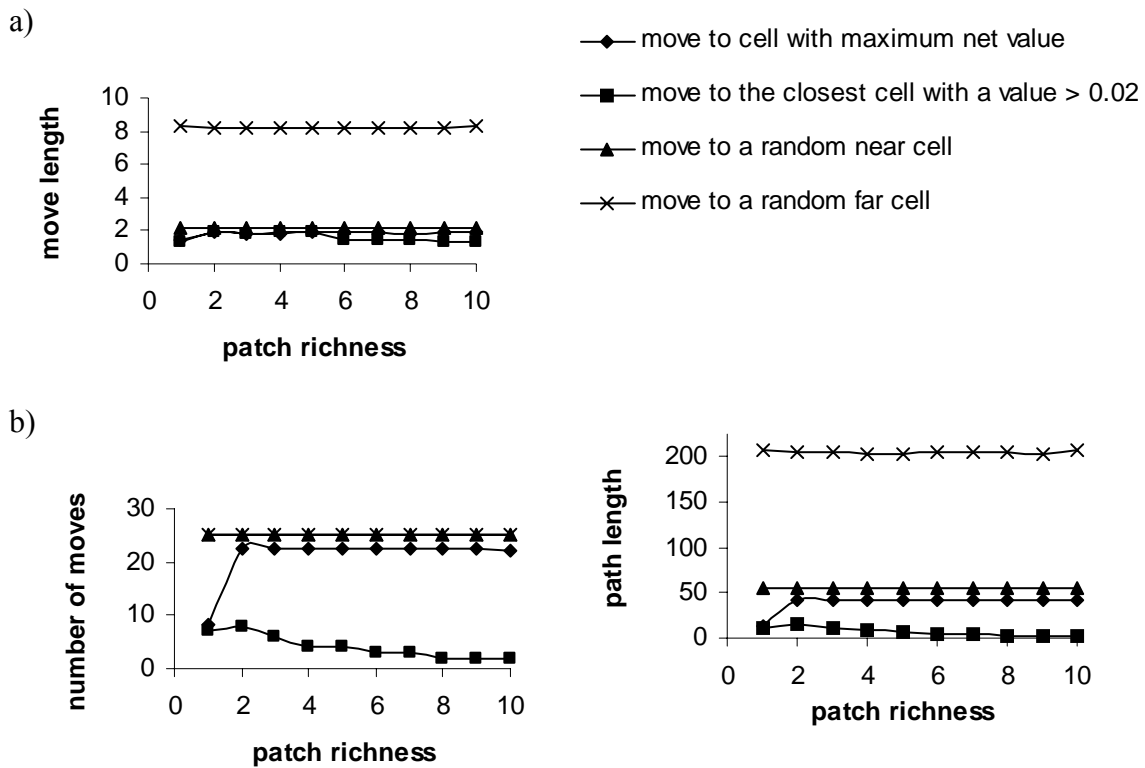 a)
move to cell with maximum net value
move to the closest cell with a value > 0.02
move to a random near cell
move to a random far cell
move length
10
8
6
4
2
0
0 2 4 6 8 10
patch richness
b)
number of moves
30
20
10
0
0 2 4 6 8 10
patch richness
path length
200
150
100
50
0
0 2 4 6 8 10
patch richness